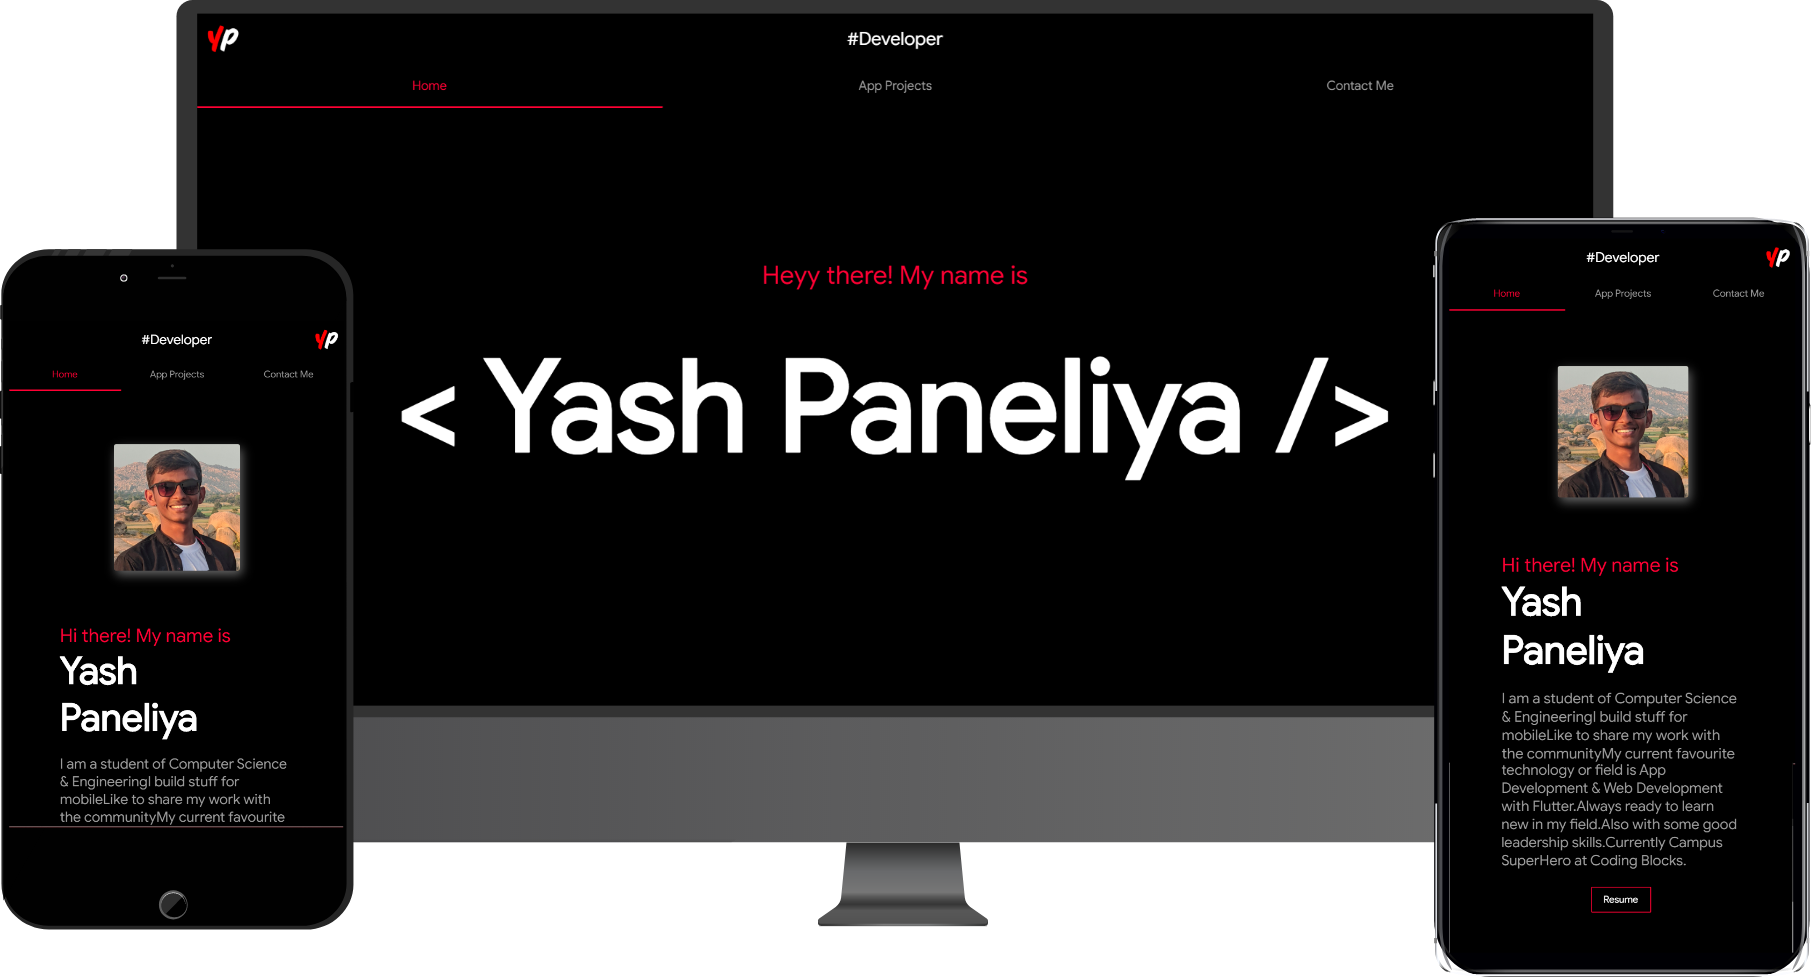 YP
#Developer
Home
App Projects
Contact Me
Heyy there! My name is
< Yash Paneliya />
#Developer
YP
Home
App Projects
Contact Me
Hi there! My name is
Yash
Paneliya
I am a student of Computer Science
& EngineeringI build stuff for
mobileLike to share my work with
the communityMy current favourite
#Developer
YP
Home
App Projects
Contact Me
Hi there! My name is
Yash
Paneliya
I am a student of Computer Science
& EngineeringI build stuff for
mobileLike to share my work with
the communityMy current favourite
technology or field is App
Development & Web Development
with Flutter.Always ready to learn
new in my field.Also with some good
leadership skills.Currently Campus
SuperHero at Coding Blocks.
Resume